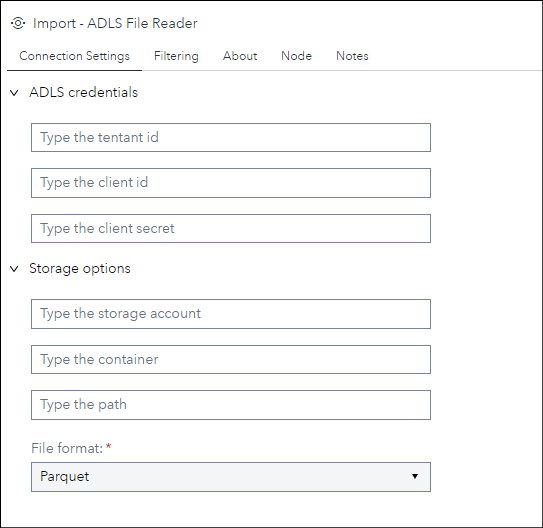 Import - ADLS File Reader
Connection Settings Filtering About Node Notes
ADLS credentials
Type the tentant id
Type the client id
Type the client secret
Storage options
Type the storage account
Type the container
Type the path
File format: *
Parquet